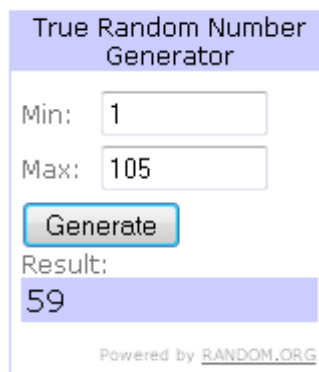 True Random Number
Generator
Min: 1
Max: 105
Generate
Result:
59
Powered by RANDOM.ORG